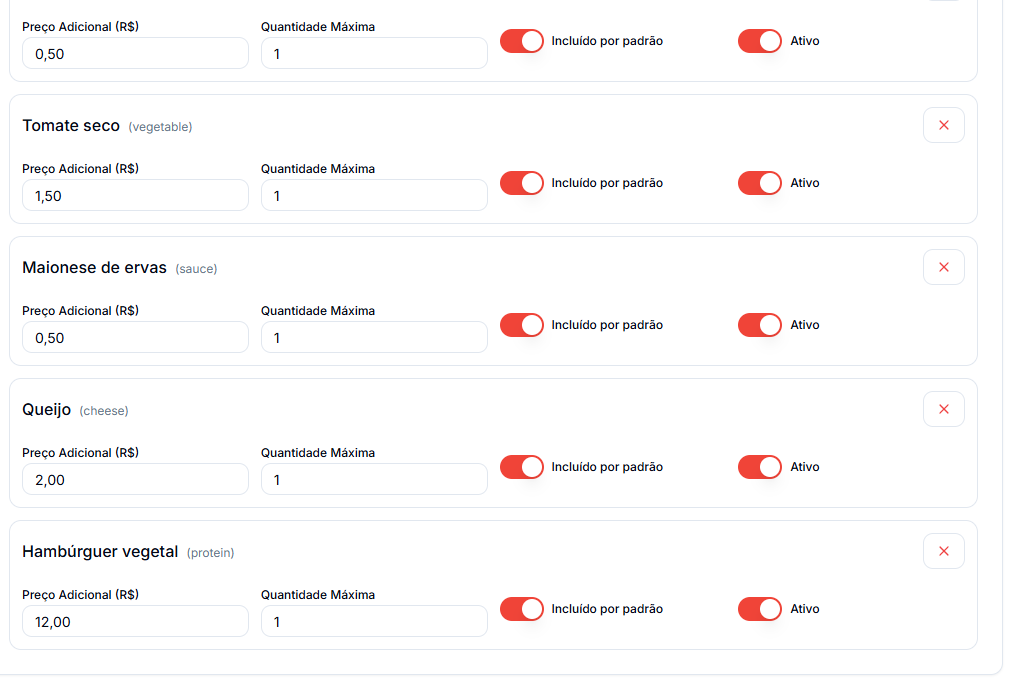 Preço Adicional (R$) Quantidade Máxima
0,50 1 Incluído por padrão Ativo
Tomate seco (vegetable)
Preço Adicional (R$) Quantidade Máxima
1,50 1 Incluído por padrão Ativo
Maionese de ervas (sauce)
Preço Adicional (R$) Quantidade Máxima
0,50 1 Incluído por padrão Ativo
Queijo (cheese)
Preço Adicional (R$) Quantidade Máxima
2,00 1 Incluído por padrão Ativo
Hambúrguer vegetal (protein)
Preço Adicional (R$) Quantidade Máxima
12,00 1 Incluído por padrão Ativo